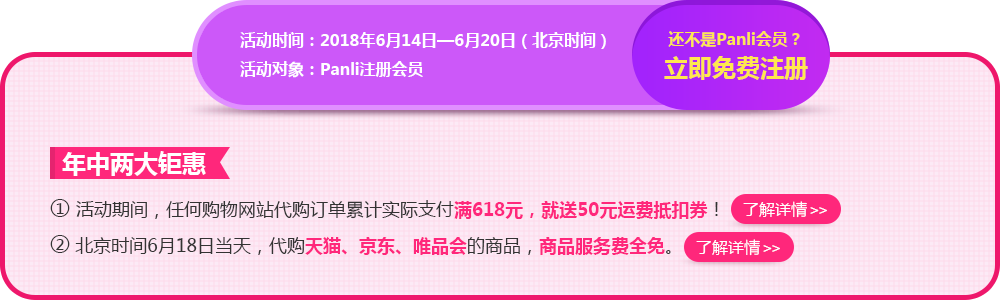 活动时间：2018年6月14日—6月20日（北京时间）
活动对象：Panli注册会员
还不是Panli会员？
立即免费注册
年中两大钜惠
① 活动期间，任何购物网站代购订单累计实际支付满618元，就送50元运费抵扣券！ 了解详情 >>
② 北京时间6月18日当天，代购天猫、京东、唯品会的商品，商品服务费全免。 了解详情 >>